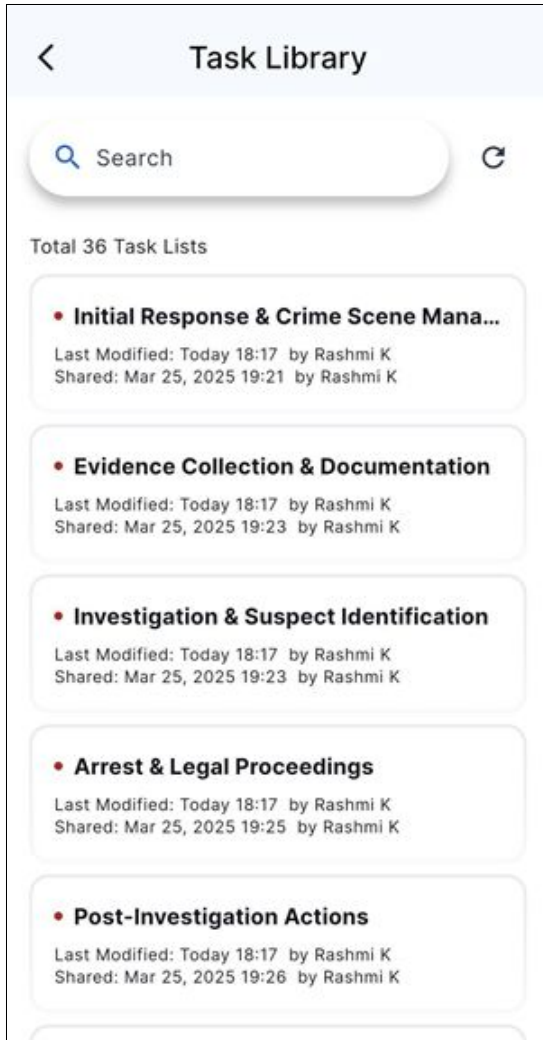 Task Library
Search
Total 36 Task Lists
• Initial Response & Crime Scene Mana...
Last Modified: Today 18:17 by Rashmi K
Shared: Mar 25, 2025 19:21 by Rashmi K
• Evidence Collection & Documentation
Last Modified: Today 18:17 by Rashmi K
Shared: Mar 25, 2025 19:23 by Rashmi K
• Investigation & Suspect Identification
Last Modified: Today 18:17 by Rashmi K
Shared: Mar 25, 2025 19:23 by Rashmi K
• Arrest & Legal Proceedings
Last Modified: Today 18:17 by Rashmi K
Shared: Mar 25, 2025 19:25 by Rashmi K
• Post-Investigation Actions
Last Modified: Today 18:17 by Rashmi K
Shared: Mar 25, 2025 19:26 by Rashmi K